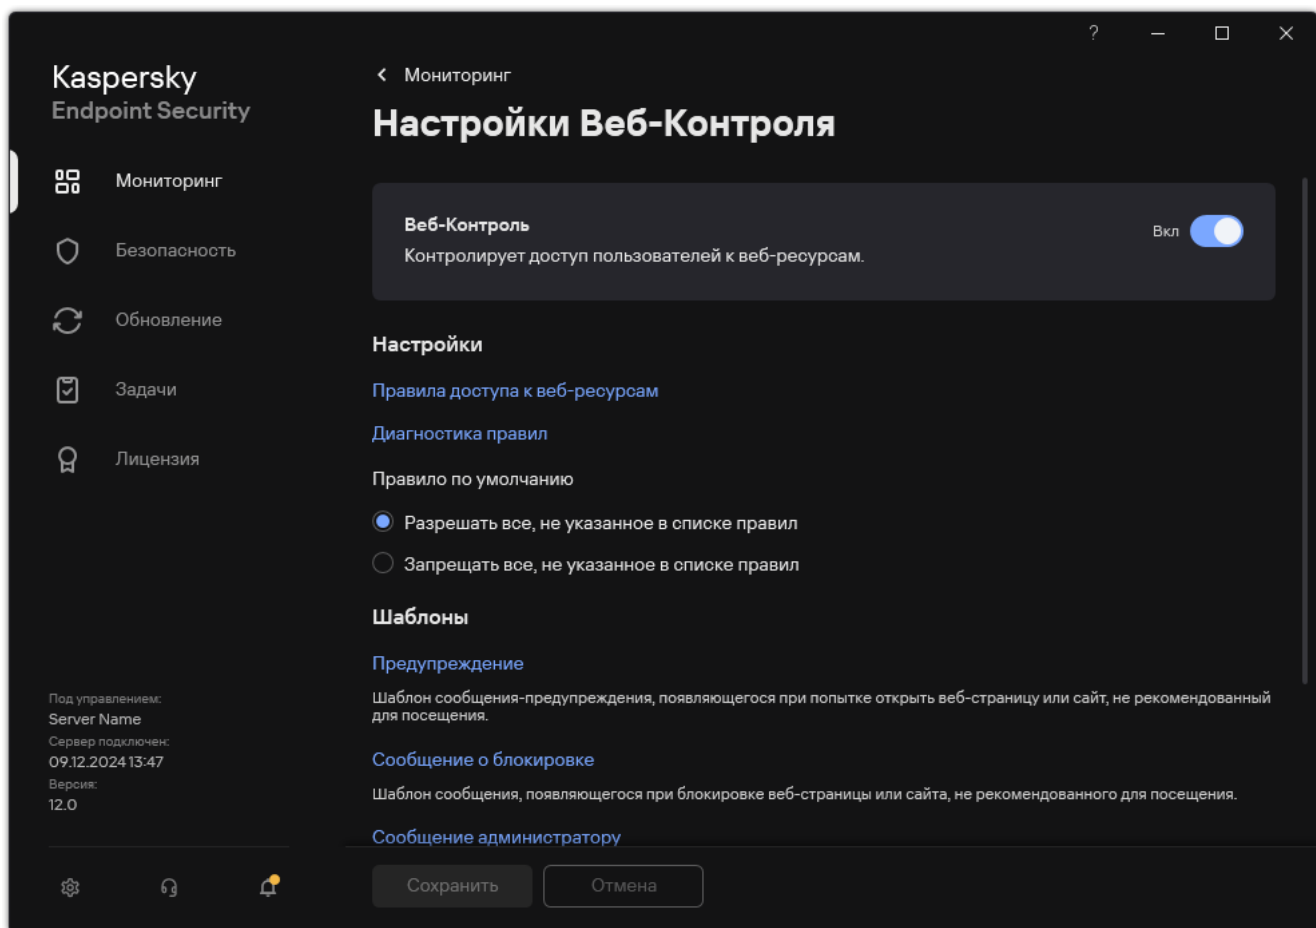 ?
Kaspersky
Endpoint Security
Мониторинг
Безопасность
Обновление
Задачи
Лицензия
Под управлением:
Server Name
Сервер подключен:
09.12.2024 13:47
Версия:
12.0
Мониторинг
Настройки Веб-Контроля
Веб-Контроль
Контролирует доступ пользователей к веб-ресурсам.
Вкл
Настройки
Правила доступа к веб-ресурсам
Диагностика правил
Правило по умолчанию
Разрешать все, не указанное в списке правил
Запрещать все, не указанное в списке правил
Шаблоны
Предупреждение
Шаблон сообщения-предупреждения, появляющегося при попытке открыть веб-страницу или сайт, не рекомендованный
для посещения.
Сообщение о блокировке
Шаблон сообщения, появляющегося при блокировке веб-страницы или сайта, не рекомендованного для посещения.
Сообщение администратору
Сохранить
Отмена